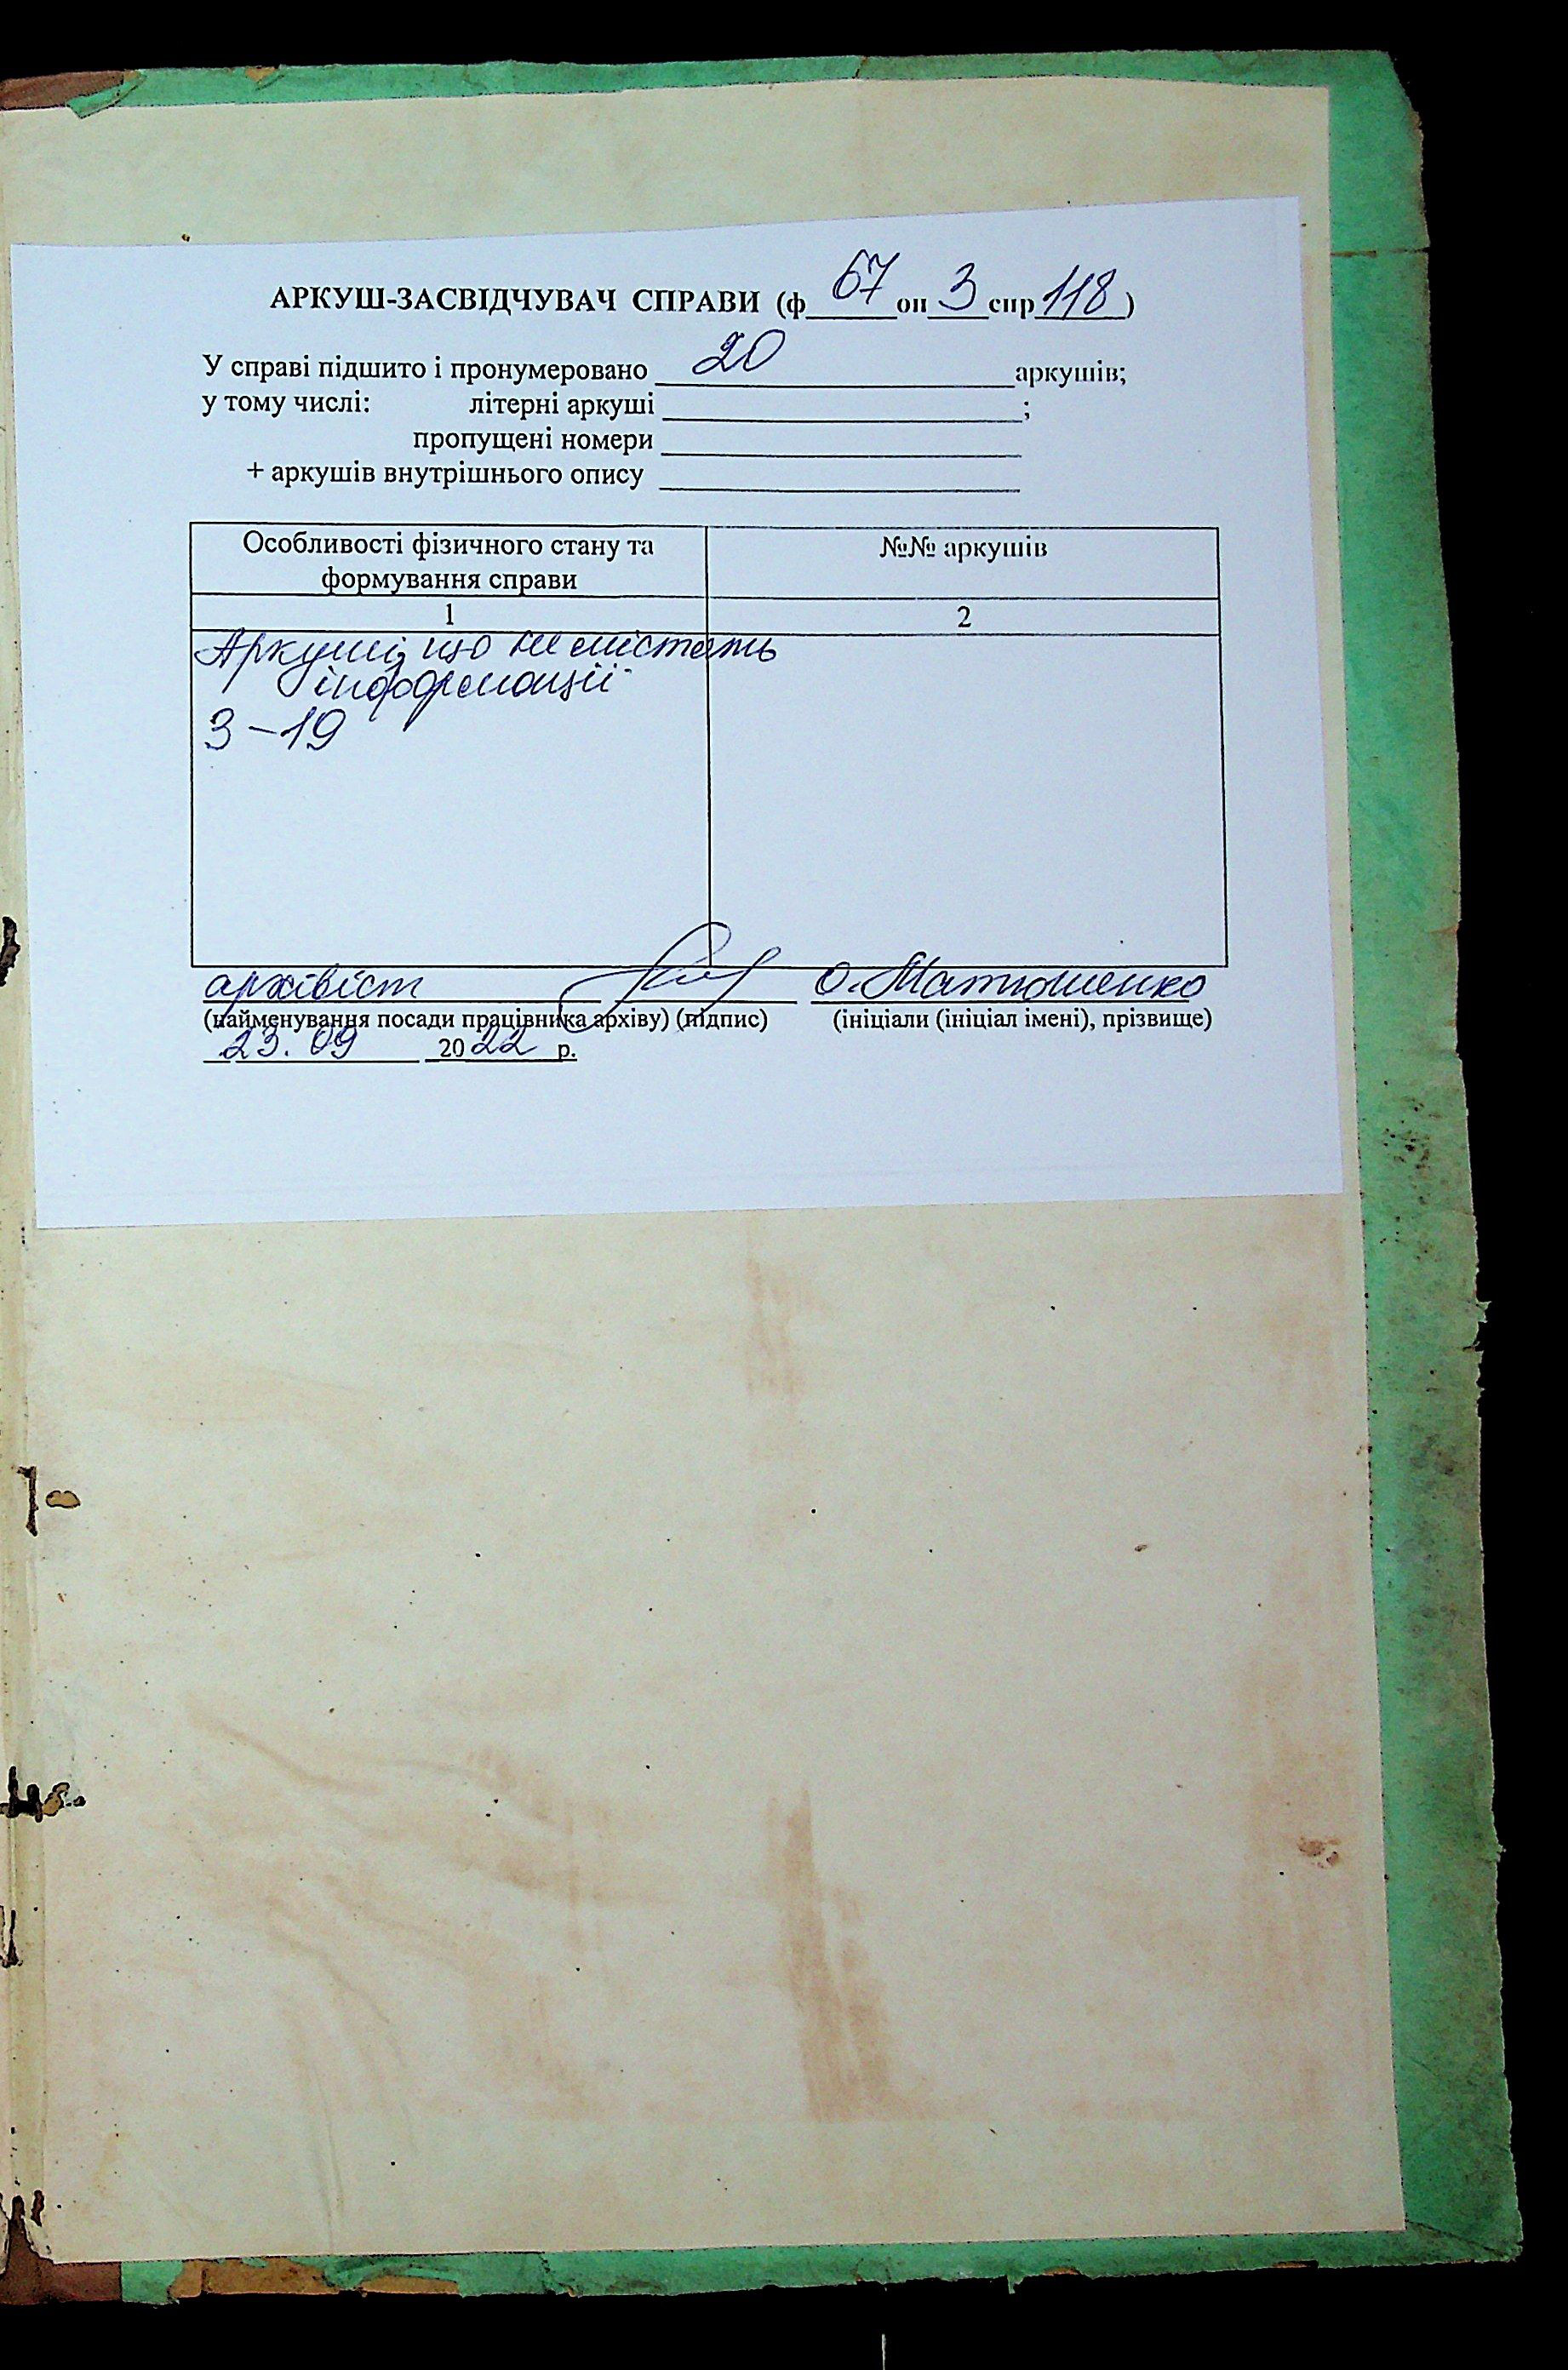 АРКУШ-ЗАСВІДЧУВАЧ СПРАВИ (ф 67 оп 3 спр 118)
У справі підшито і пронумеровано 20 аркушів;
у тому числі: літерні аркуші ;
пропущені номери
+ аркушів внутрішнього опису
Особливості фізичного стану та формування справи №№ аркушів
1 2
Аркуші, що не містять
інформації
3-19
архівіст О. Матюшенко
(найменування посади працівника архіву) (підпис) (ініціали (ініціал імені), прізвище)
23.09 2022 р.